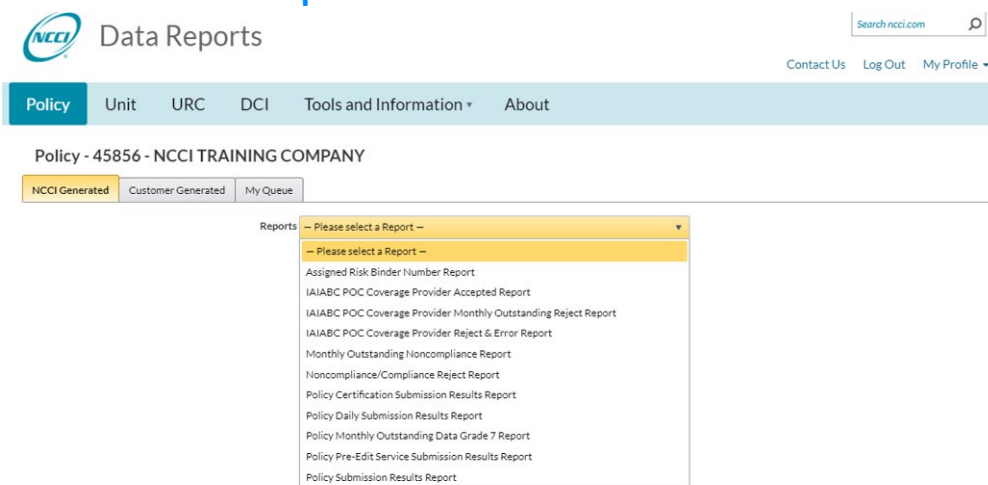 NCCI
Data Reports
Search ncci.com
Contact Us Log Out My Profile
Policy Unit URC DCI Tools and Information About
Policy - 45856 - NCCI TRAINING COMPANY
NCCI Generated Customer Generated My Queue
Reports — Please select a Report —
— Please select a Report —
Assigned Risk Binder Number Report
IAIABC POC Coverage Provider Accepted Report
IAIABC POC Coverage Provider Monthly Outstanding Reject Report
IAIABC POC Coverage Provider Reject & Error Report
Monthly Outstanding Noncompliance Report
Noncompliance/Compliance Reject Report
Policy Certification Submission Results Report
Policy Daily Submission Results Report
Policy Monthly Outstanding Data Grade 7 Report
Policy Pre-Edit Service Submission Results Report
Policy Submission Results Report